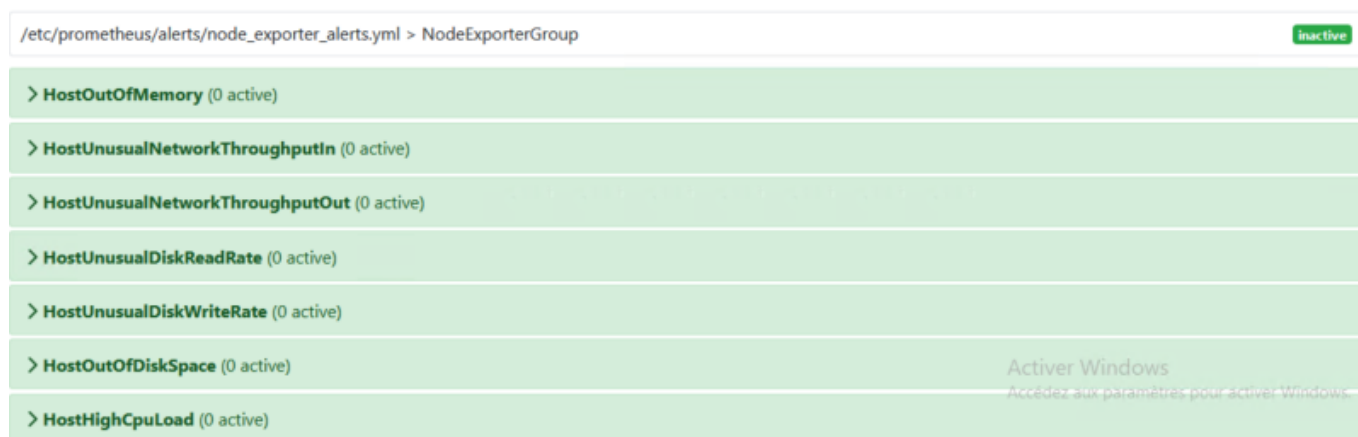 /etc/prometheus/alerts/node_exporter_alerts.yml > NodeExporterGroup
inactive
HostOutOfMemory (0 active)
HostUnusualNetworkThroughputIn (0 active)
HostUnusualNetworkThroughputOut (0 active)
HostUnusualDiskReadRate (0 active)
HostUnusualDiskWriteRate (0 active)
HostOutOfDiskSpace (0 active)
Activer Windows
Accédez aux paramètres pour activer Windows.
HostHighCpuLoad (0 active)